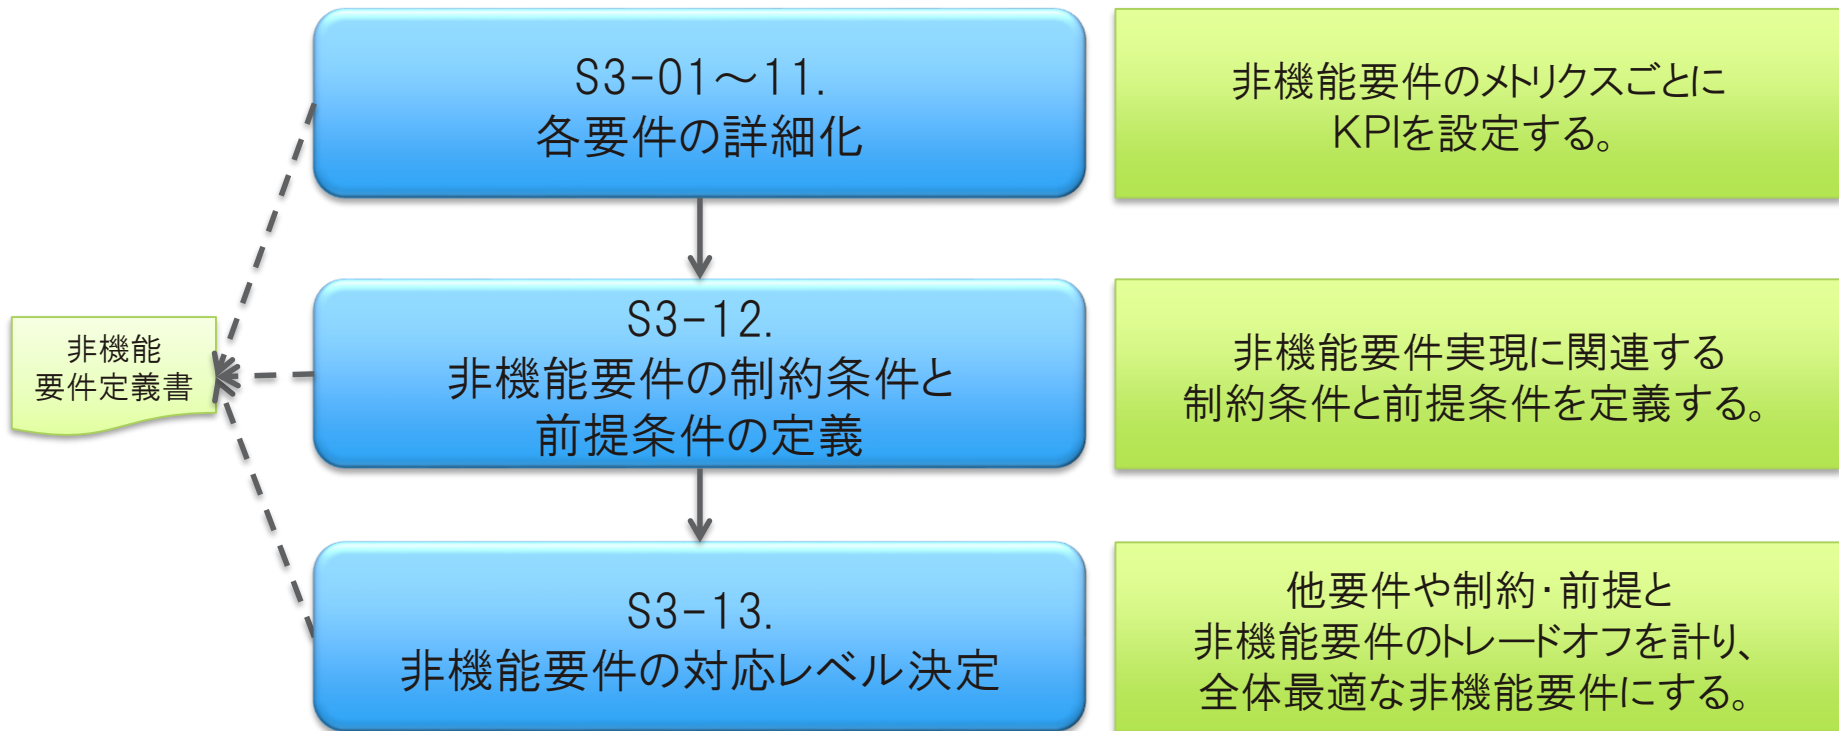 S3-01～11.
各要件の詳細化
非機能要件のメトリクスごとに
KPIを設定する。
非機能
要件定義書
S3-12.
非機能要件の制約条件と
前提条件の定義
非機能要件実現に関連する
制約条件と前提条件を定義する。
S3-13.
非機能要件の対応レベル決定
他要件や制約・前提と
非機能要件のトレードオフを計り、
全体最適な非機能要件にする。